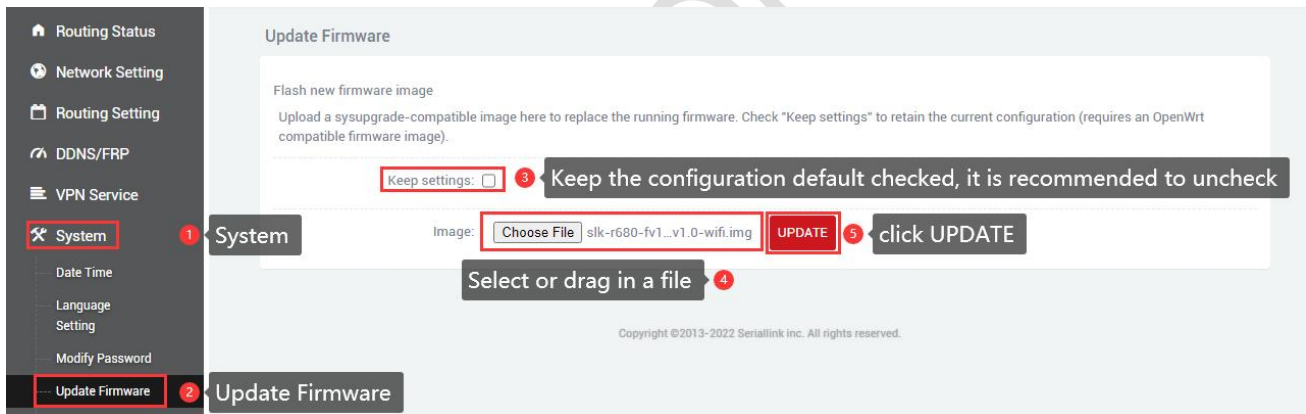 Routing Status
Network Setting
Routing Setting
DDNS/FRP
VPN Service
System
1
System
Date Time
Language
Setting
Modify Password
Update Firmware
2
Update Firmware
Update Firmware
Flash new firmware image
Upload a sysupgrade-compatible image here to replace the running firmware. Check "Keep settings" to retain the current configuration (requires an OpenWrt
compatible firmware image).
Keep settings:
3
Keep the configuration default checked, it is recommended to uncheck
Image:
Choose File slk-r680-fv1...v1.0-wifi.img
UPDATE
5
click UPDATE
Select or drag in a file
4
Copyright ©2013-2022 Seriallink inc. All rights reserved.